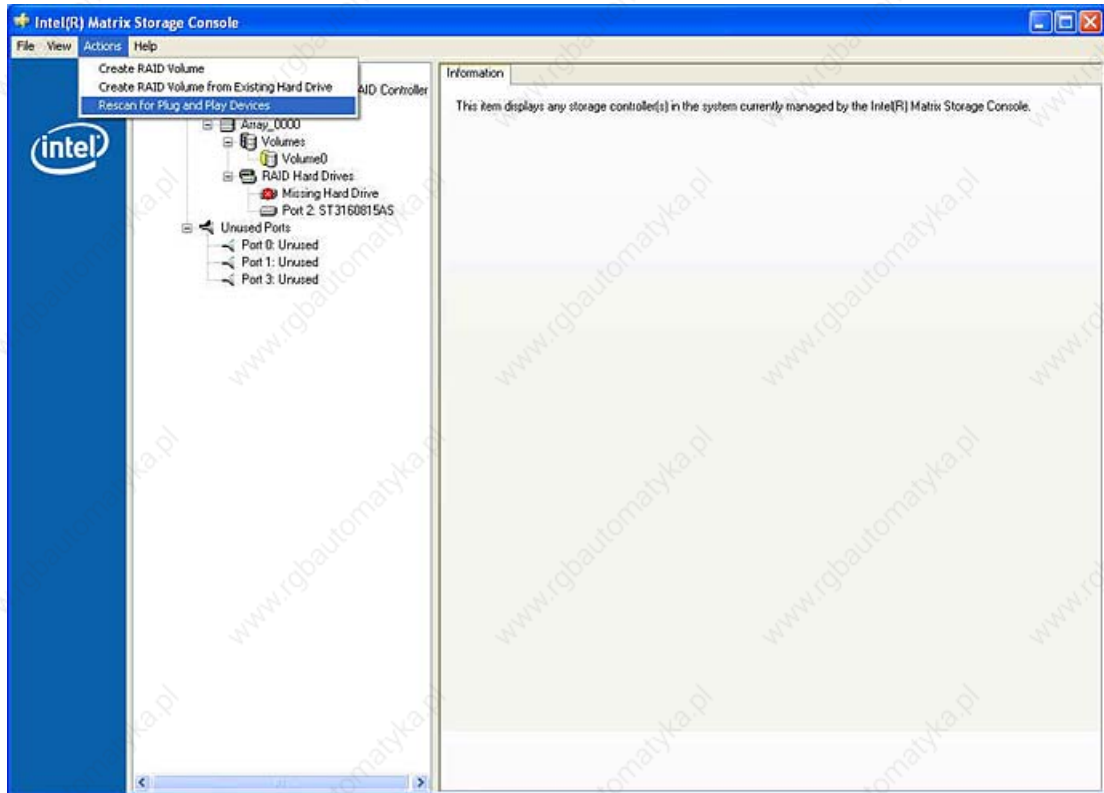 Intel(R) Matrix Storage Console
File View Actions Help
Create RAID Volume
Create RAID Volume from Existing Hard Drive
Rescan for Plug and Play Devices
AID Controller
Array_0000
Volumes
Volume0
RAID Hard Drives
Missing Hard Drive
Port 2: ST3160815AS
Unused Ports
Port 0: Unused
Port 1: Unused
Port 3: Unused
intel
Information
This item displays any storage controller(s) in the system currently managed by the Intel(R) Matrix Storage Console.
www.rgbautomatyka.pl